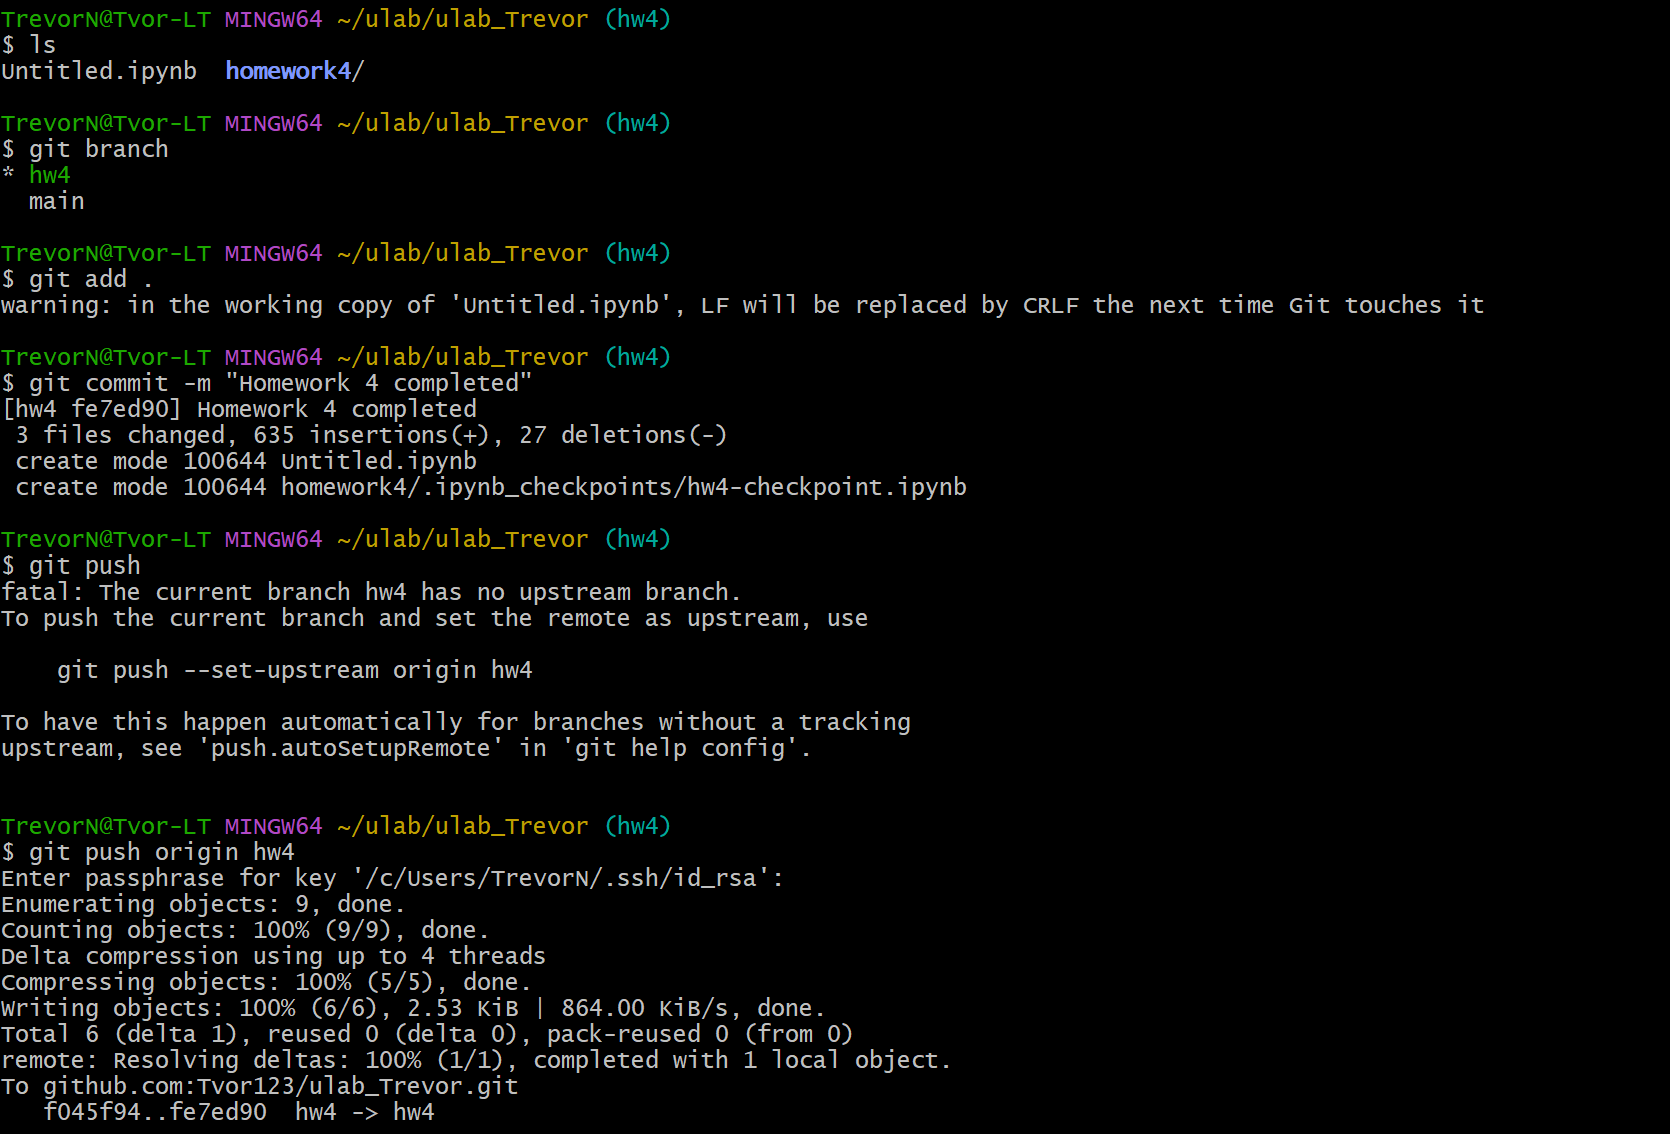 TrevorN@Tvor-LT MINGW64 ~/ulab/ulab_Trevor (hw4)
$ ls
Untitled.ipynb  homework4/

TrevorN@Tvor-LT MINGW64 ~/ulab/ulab_Trevor (hw4)
$ git branch
* hw4
  main

TrevorN@Tvor-LT MINGW64 ~/ulab/ulab_Trevor (hw4)
$ git add .
warning: in the working copy of 'Untitled.ipynb', LF will be replaced by CRLF the next time Git touches it

TrevorN@Tvor-LT MINGW64 ~/ulab/ulab_Trevor (hw4)
$ git commit -m "Homework 4 completed"
[hw4 fe7ed90] Homework 4 completed
 3 files changed, 635 insertions(+), 27 deletions(-)
 create mode 100644 Untitled.ipynb
 create mode 100644 homework4/.ipynb_checkpoints/hw4-checkpoint.ipynb

TrevorN@Tvor-LT MINGW64 ~/ulab/ulab_Trevor (hw4)
$ git push
fatal: The current branch hw4 has no upstream branch.
To push the current branch and set the remote as upstream, use

    git push --set-upstream origin hw4

To have this happen automatically for branches without a tracking
upstream, see 'push.autoSetupRemote' in 'git help config'.


TrevorN@Tvor-LT MINGW64 ~/ulab/ulab_Trevor (hw4)
$ git push origin hw4
Enter passphrase for key '/c/Users/TrevorN/.ssh/id_rsa':
Enumerating objects: 9, done.
Counting objects: 100% (9/9), done.
Delta compression using up to 4 threads
Compressing objects: 100% (5/5), done.
Writing objects: 100% (6/6), 2.53 KiB | 864.00 KiB/s, done.
Total 6 (delta 1), reused 0 (delta 0), pack-reused 0 (from 0)
remote: Resolving deltas: 100% (1/1), completed with 1 local object.
To github.com:Tvor123/ulab_Trevor.git
   f045f94..fe7ed90  hw4 -> hw4